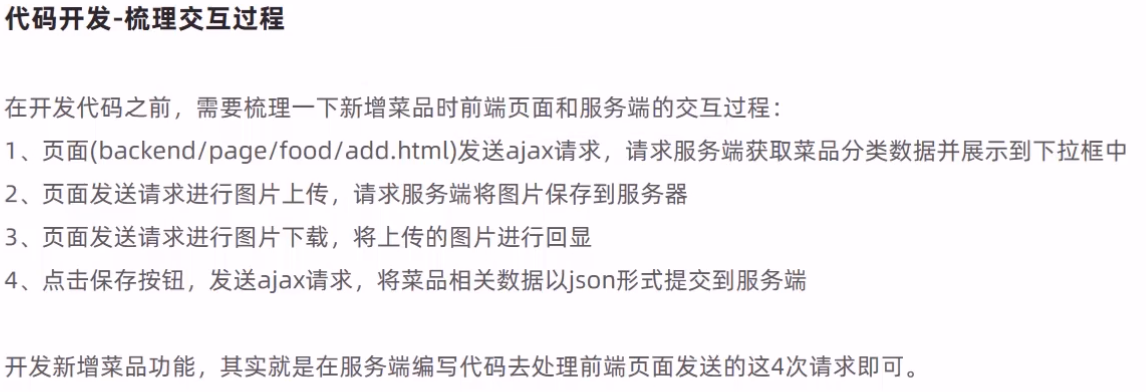 代码开发-梳理交互过程
在开发代码之前，需要梳理一下新增菜品时前端页面和服务端的交互过程：
1、页面(backend/page/food/add.html)发送ajax请求，请求服务端获取菜品分类数据并展示到下拉框中
2、页面发送请求进行图片上传，请求服务端将图片保存到服务器
3、页面发送请求进行图片下载，将上传的图片进行回显
4、点击保存按钮，发送ajax请求，将菜品相关数据以json形式提交到服务端
开发新增菜品功能，其实就是在服务端编写代码去处理前端页面发送的这4次请求即可。